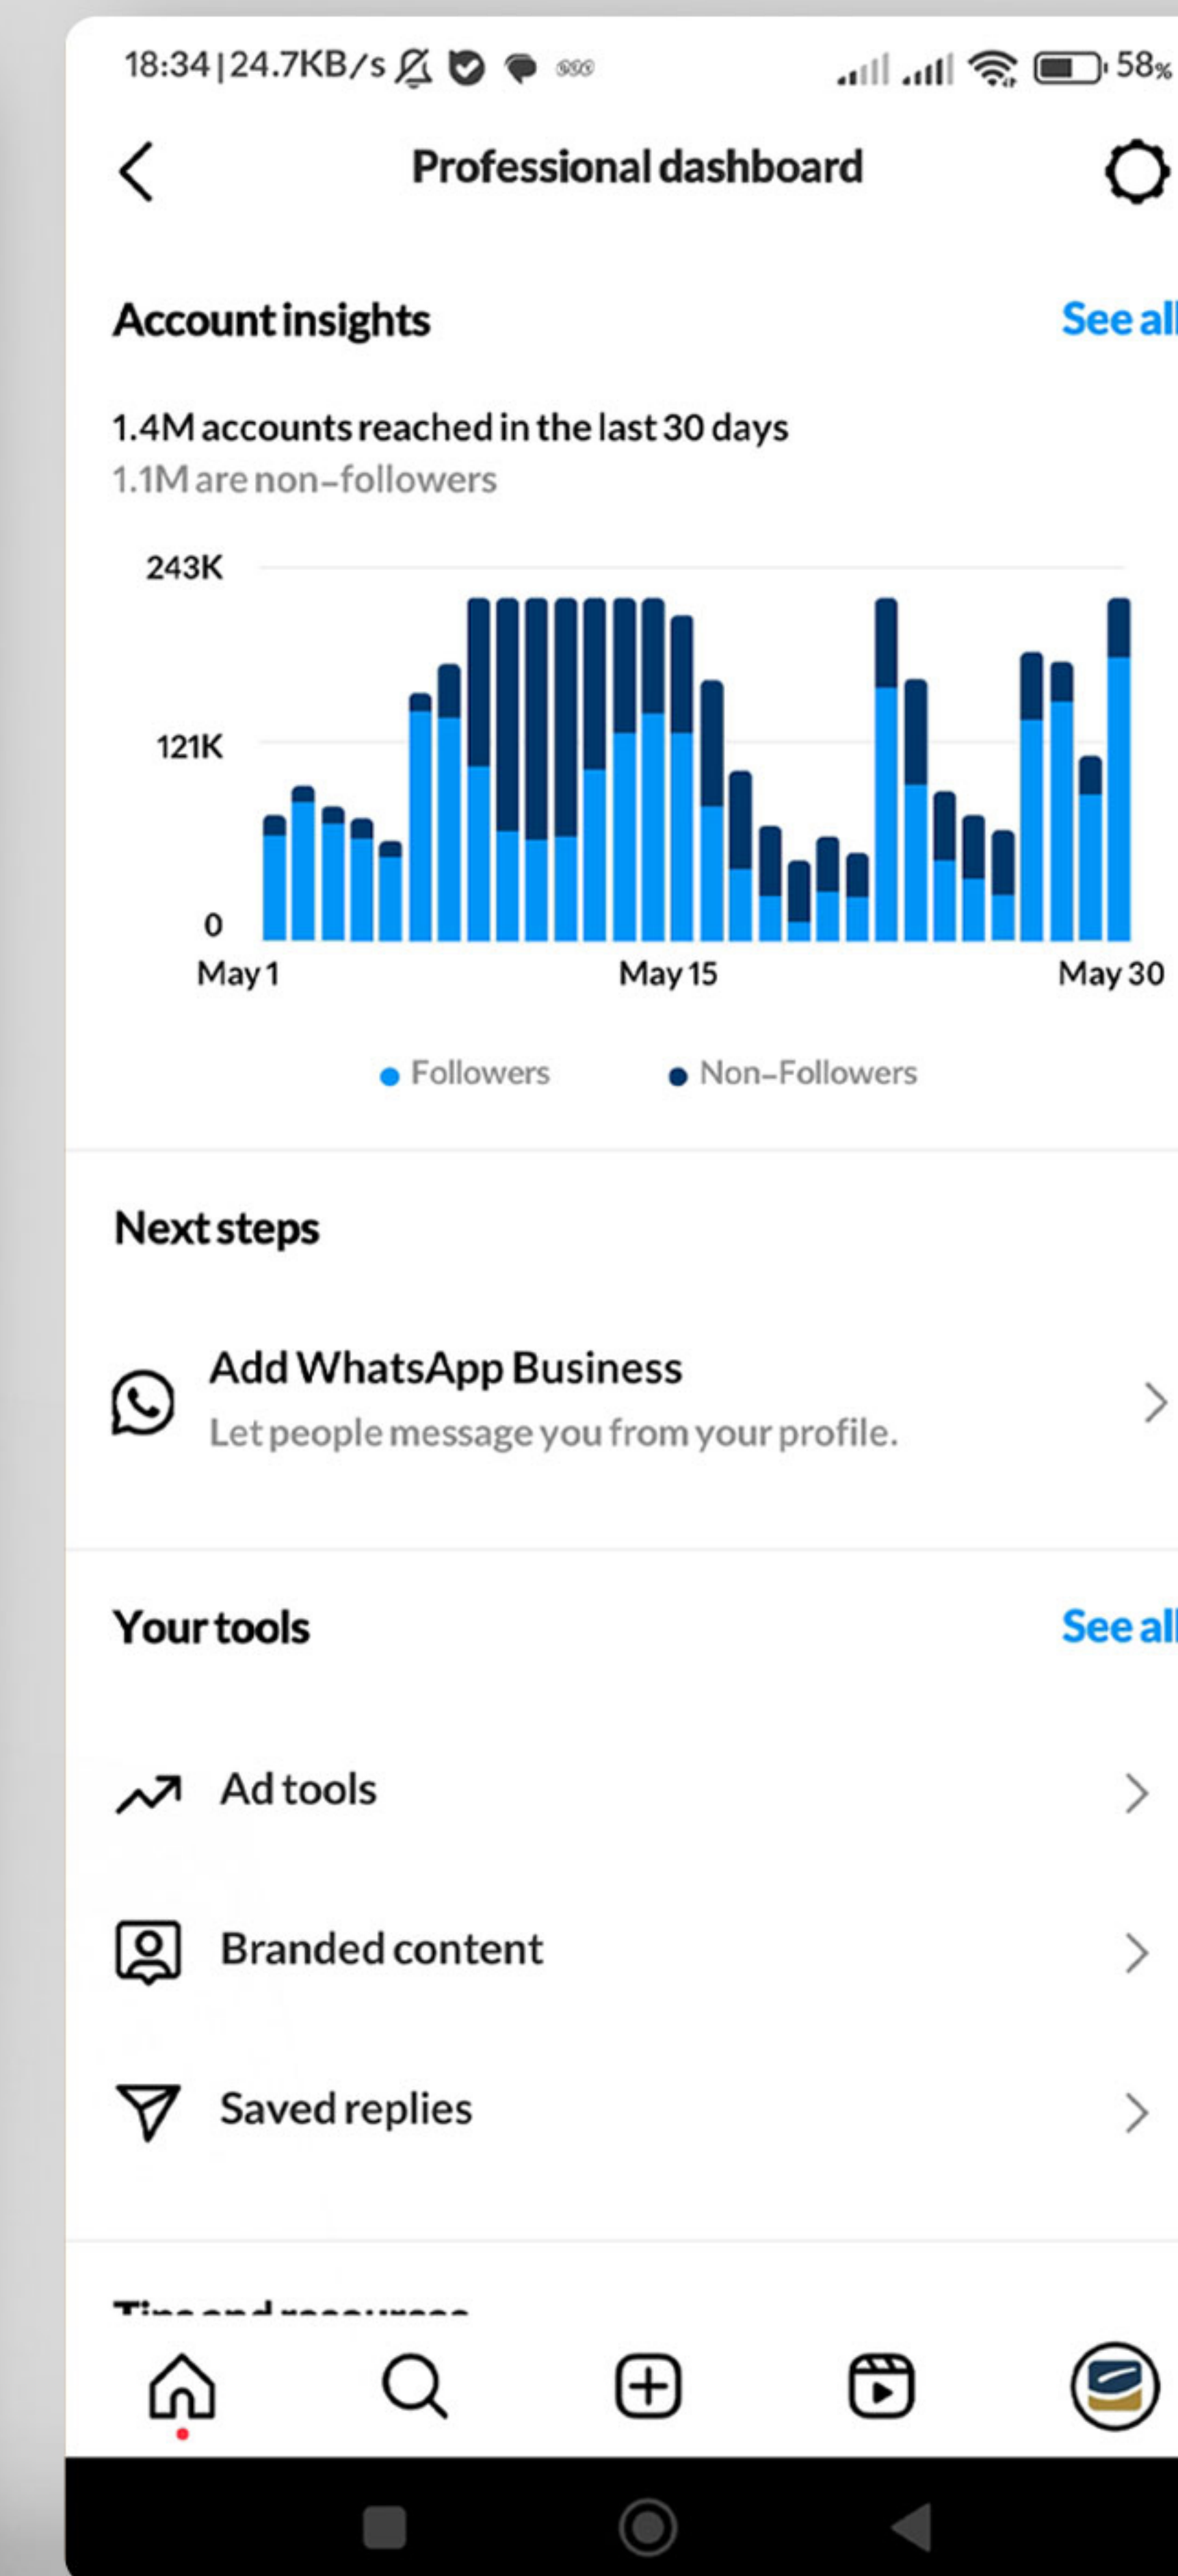 18:34|24.7KB/s
58%
Professional dashboard
Account insights
See all
1.4M accounts reached in the last 30 days
1.1M are non-followers
243K
121K
0
May 1
May 15
May 30
Followers
Non-Followers
Next steps
Add WhatsApp Business
Let people message you from your profile.
Your tools
See all
Ad tools
Branded content
Saved replies
Tips and resources